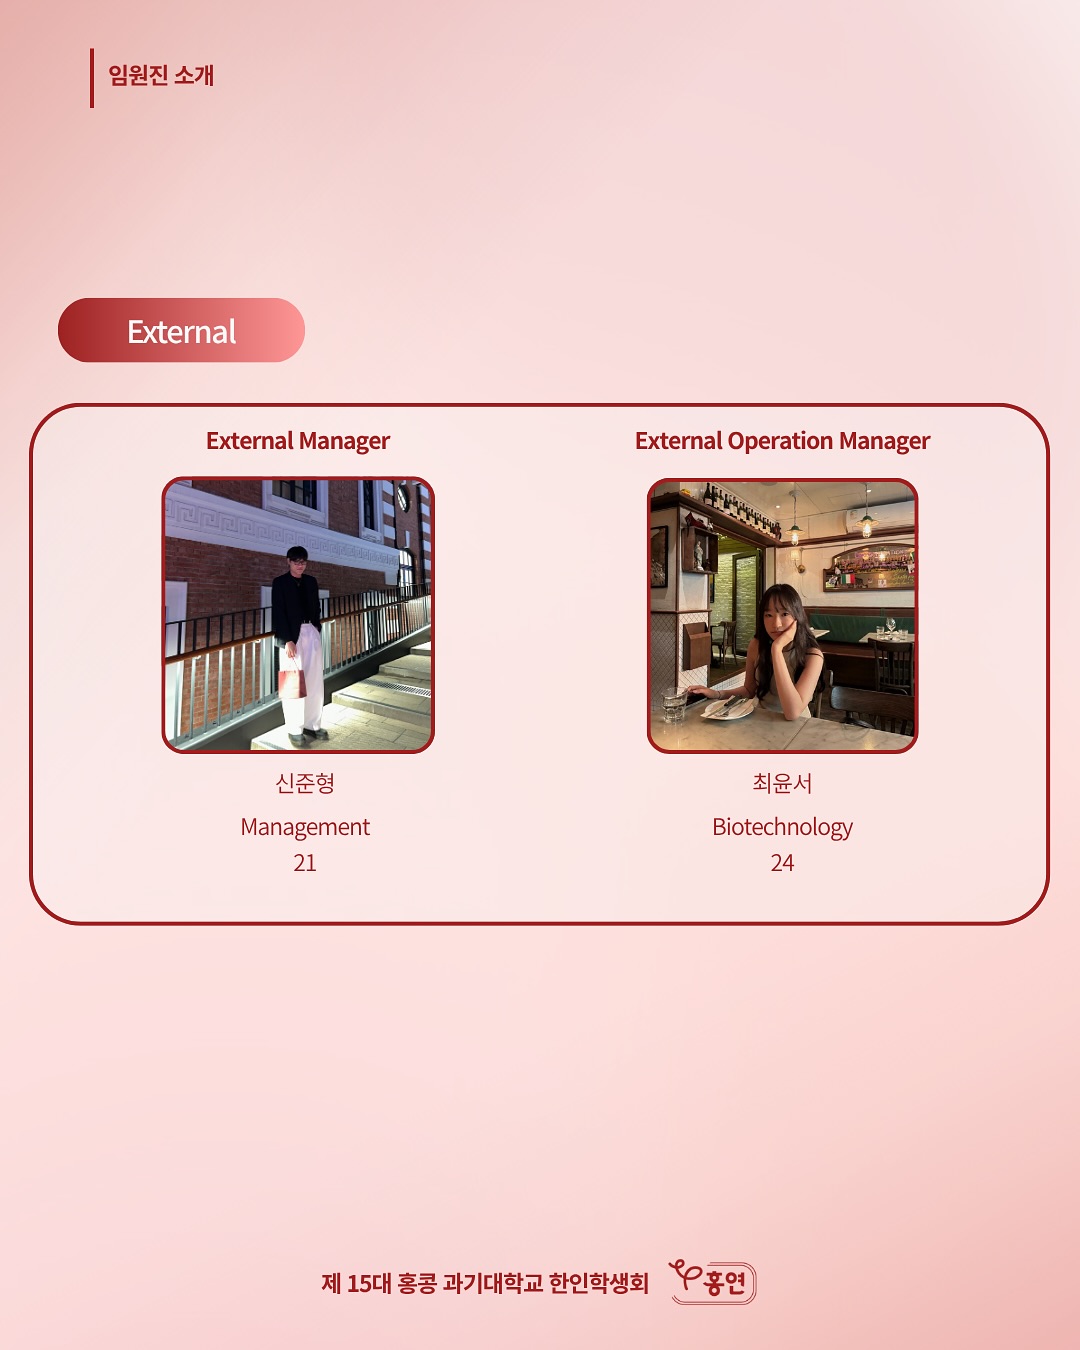 임원진 소개
External
External Manager
External Operation Manager
신준형
최윤서
Management
Biotechnology
21
24
제 15대 홍콩 과기대학교 한인학생회
홍연